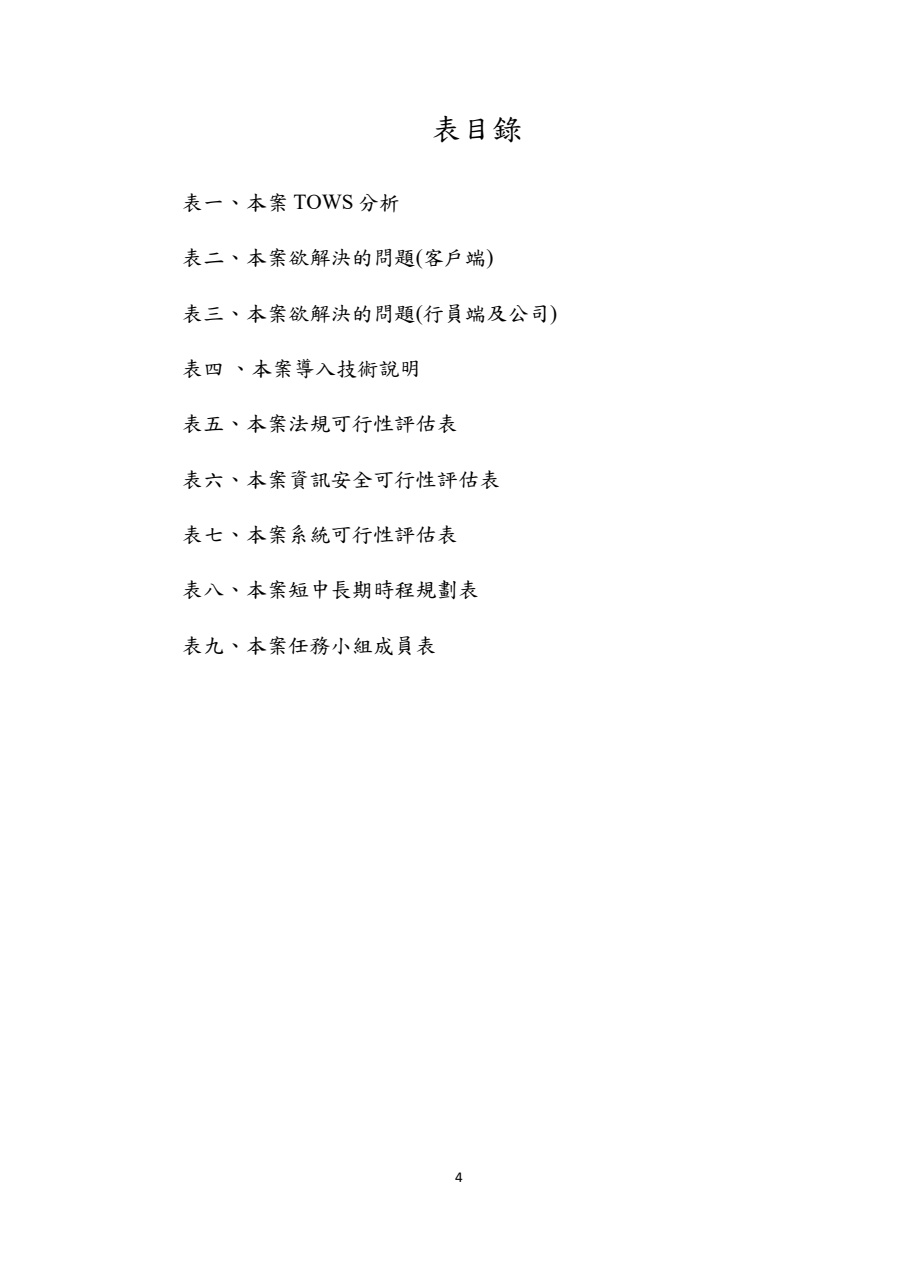 表目錄
表一、本案 TOWS 分析
表二、本案欲解決的問題(客戶端)
表三、本案欲解決的問題(行員端及公司)
表四 、本案導入技術說明
表五、本案法規可行性評估表
表六、本案資訊安全可行性評估表
表七、本案系統可行性評估表
表八、本案短中長期時程規劃表
表九、本案任務小組成員表
4